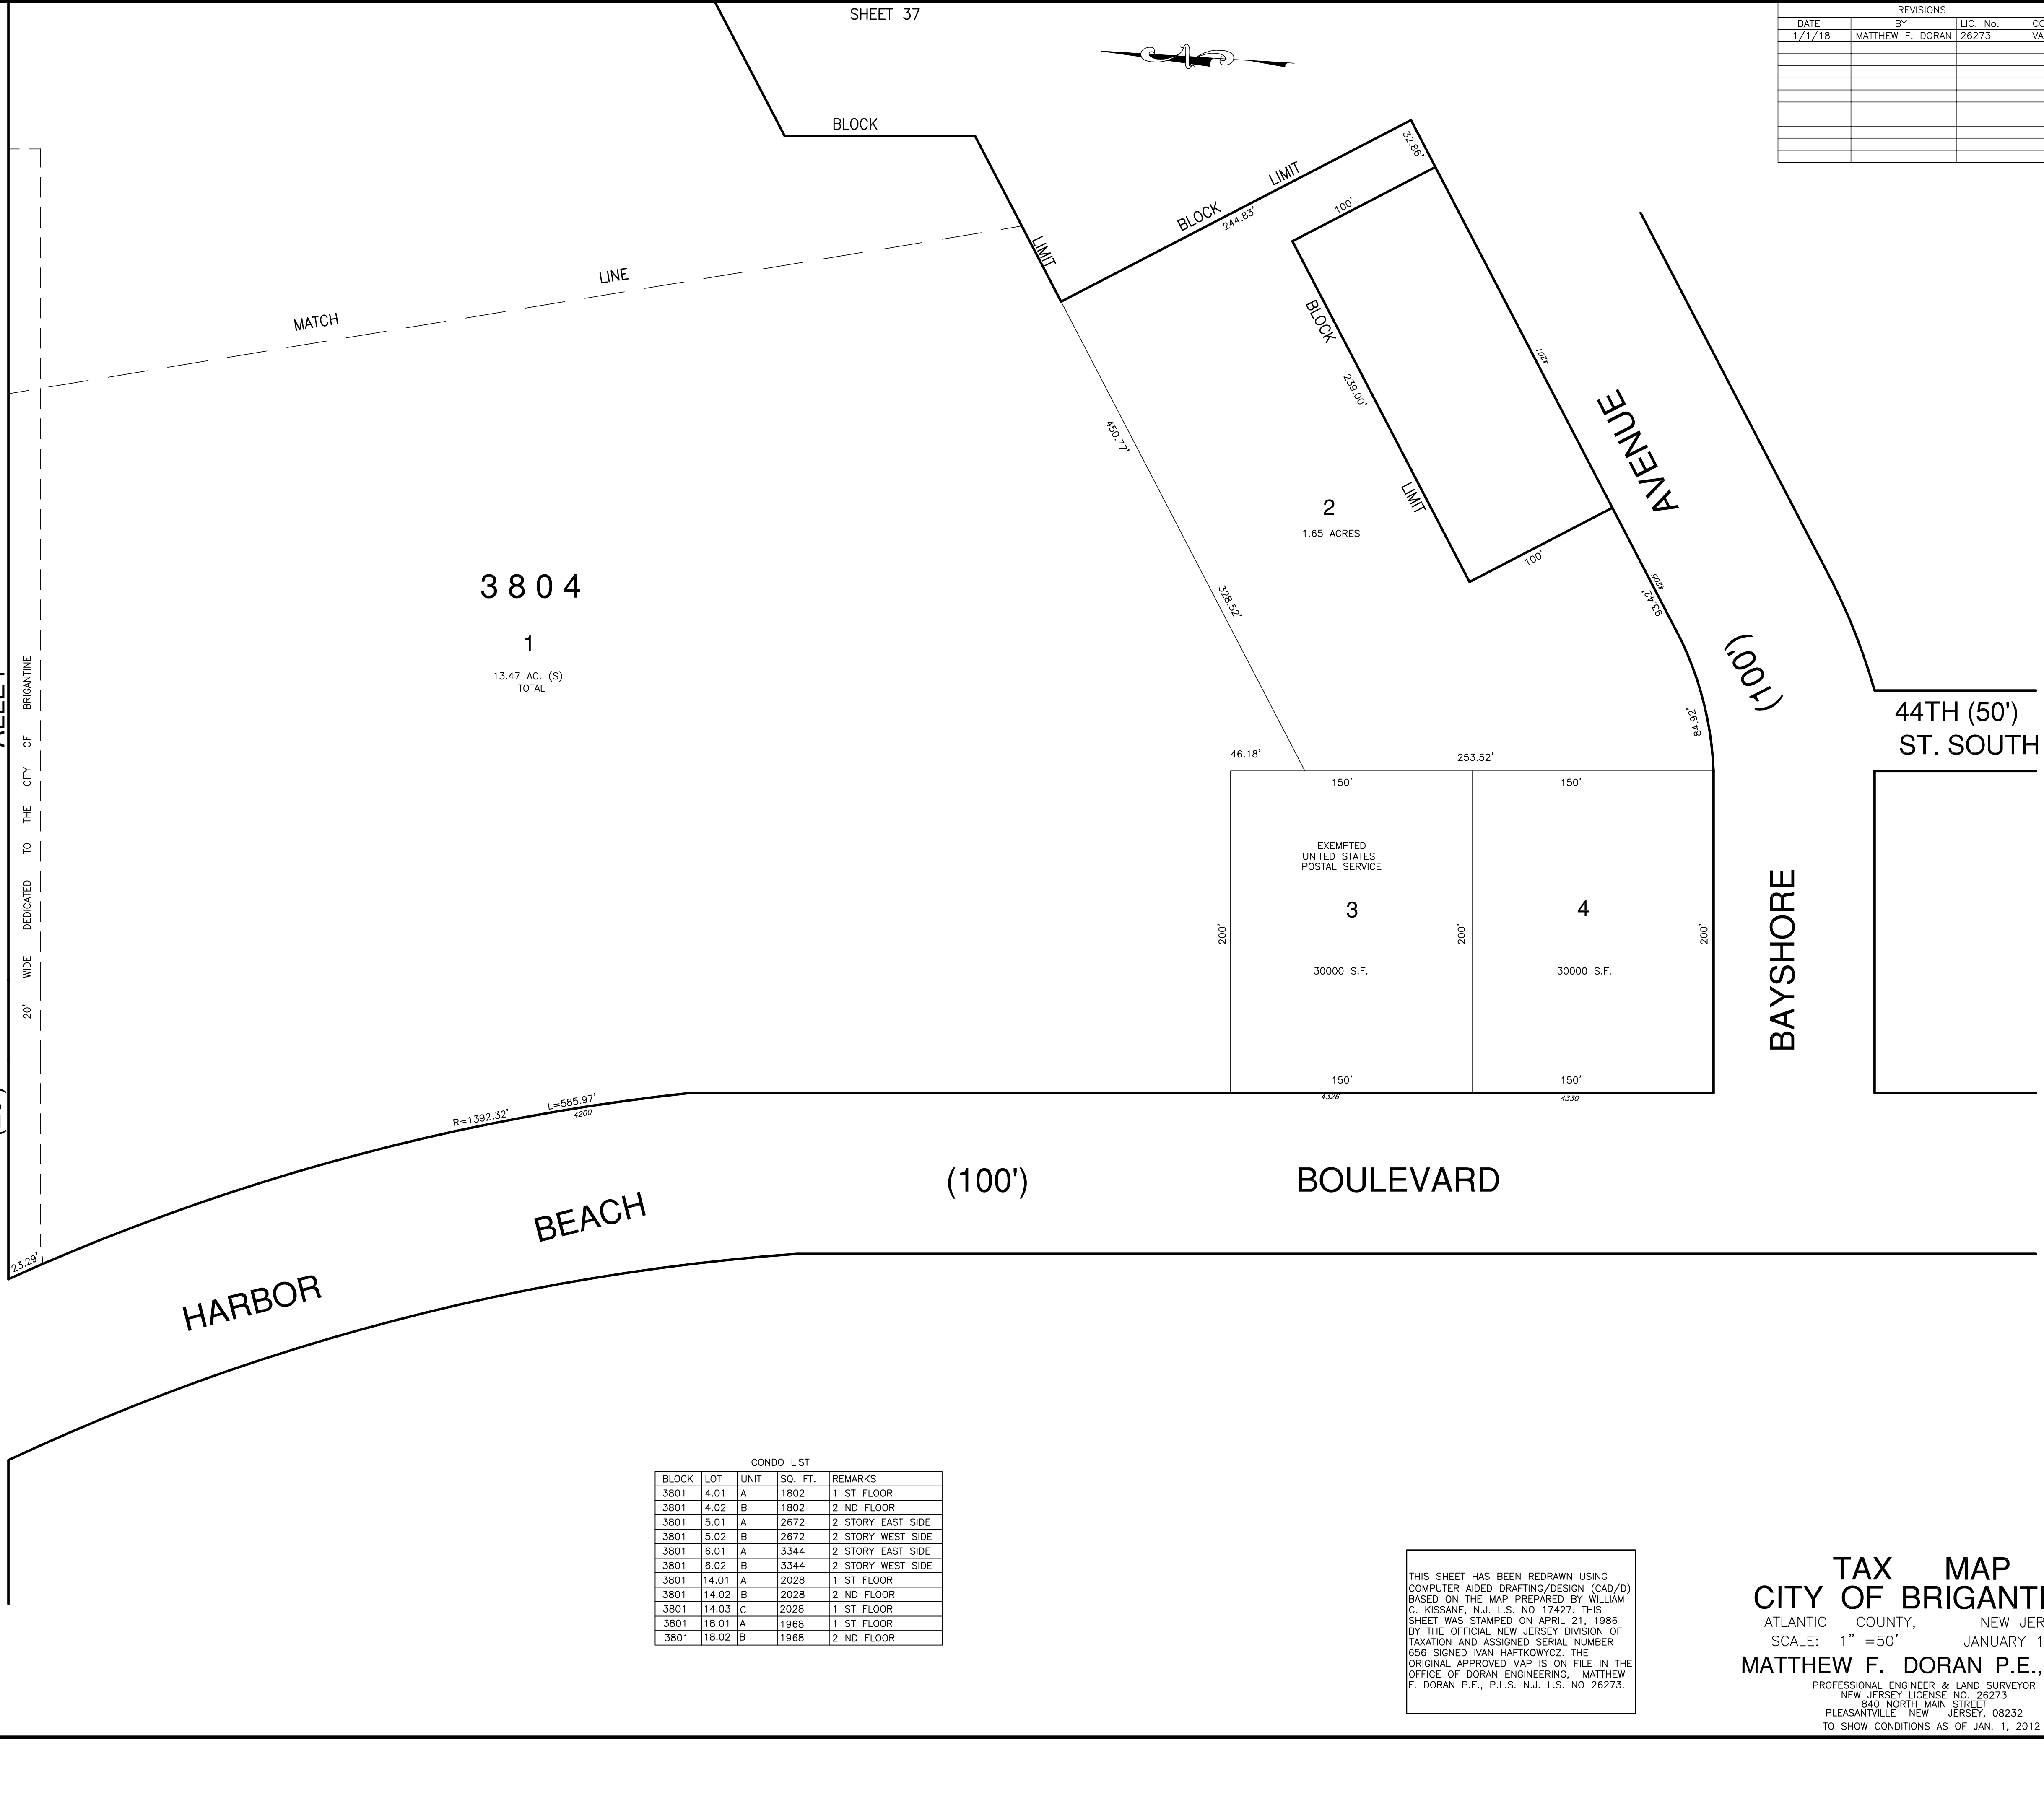 SHEET 37
REVISIONS
DATE BY LIC. No.
1/1/18 MATTHEW F. DORAN 26273
BLOCK
LIMIT
BLOCK
LIMIT
244.83'
32.86'
100'
BLOCK
239.00'
LIMIT
100'
MATCH
LINE
450.77'
328.52'
4201
AVENUE
2
1.65 ACRES
4205
93.42'
(100')
84.92'
3804
1
13.47 AC. (S)
TOTAL
20' WIDE DEDICATED TO THE CITY OF BRIGANTINE
44TH (50')
ST. SOUTH
46.18'
253.52'
150'
150'
EXEMPTED
UNITED STATES
POSTAL SERVICE
3
4
200'
200'
200'
30000 S.F.
30000 S.F.
BAYSHORE
150'
150'
4326
4330
R=1392.32'
L=585.97'
4200
23.29'
HARBOR
BEACH
(100')
BOULEVARD
CONDO LIST
BLOCK LOT UNIT SQ. FT. REMARKS
3801 4.01 A 1802 1 ST FLOOR
3801 4.02 B 1802 2 ND FLOOR
3801 5.01 A 2672 2 STORY EAST SIDE
3801 5.02 B 2672 2 STORY WEST SIDE
3801 6.01 A 3344 2 STORY EAST SIDE
3801 6.02 B 3344 2 STORY WEST SIDE
3801 14.01 A 2028 1 ST FLOOR
3801 14.02 B 2028 2 ND FLOOR
3801 14.03 C 2028 1 ST FLOOR
3801 18.01 A 1968 1 ST FLOOR
3801 18.02 B 1968 2 ND FLOOR
THIS SHEET HAS BEEN REDRAWN USING
COMPUTER AIDED DRAFTING/DESIGN (CAD/D)
BASED ON THE MAP PREPARED BY WILLIAM
C. KISSANE, N.J. L.S. NO 17427. THIS
SHEET WAS STAMPED ON APRIL 21, 1986
BY THE OFFICIAL NEW JERSEY DIVISION OF
TAXATION AND ASSIGNED SERIAL NUMBER
656 SIGNED IVAN HAFTKOWYCZ. THE
ORIGINAL APPROVED MAP IS ON FILE IN THE
OFFICE OF DORAN ENGINEERING, MATTHEW
F. DORAN P.E., P.L.S. N.J. L.S. NO 26273.
TAX MAP
CITY OF
ATLANTIC COUNTY, NEW
SCALE: 1" =50' JANUARY
MATTHEW F. DORAN P.E.,
PROFESSIONAL ENGINEER & LAND SURVEYOR
NEW JERSEY LICENSE NO. 26273
840 NORTH MAIN STREET
PLEASANTVILLE NEW JERSEY, 08232
TO SHOW CONDITIONS AS OF JAN. 1, 2012